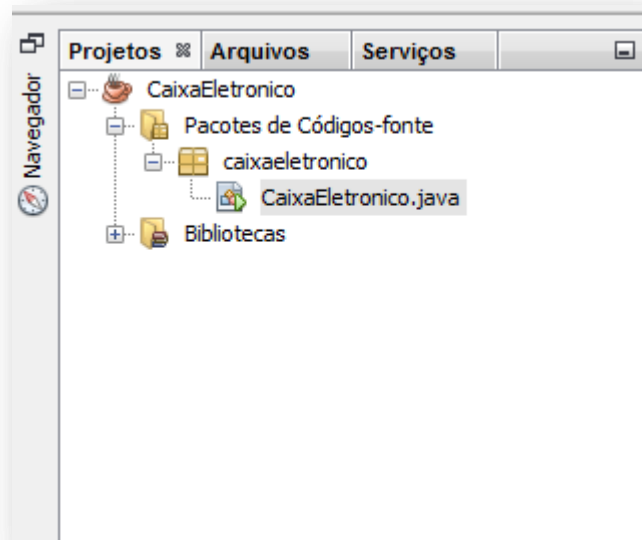 Projetos Arquivos Serviços
Navegador
CaixaEletronico
Pacotes de Códigos-fonte
caixaeletronico
CaixaEletronico.java
Bibliotecas